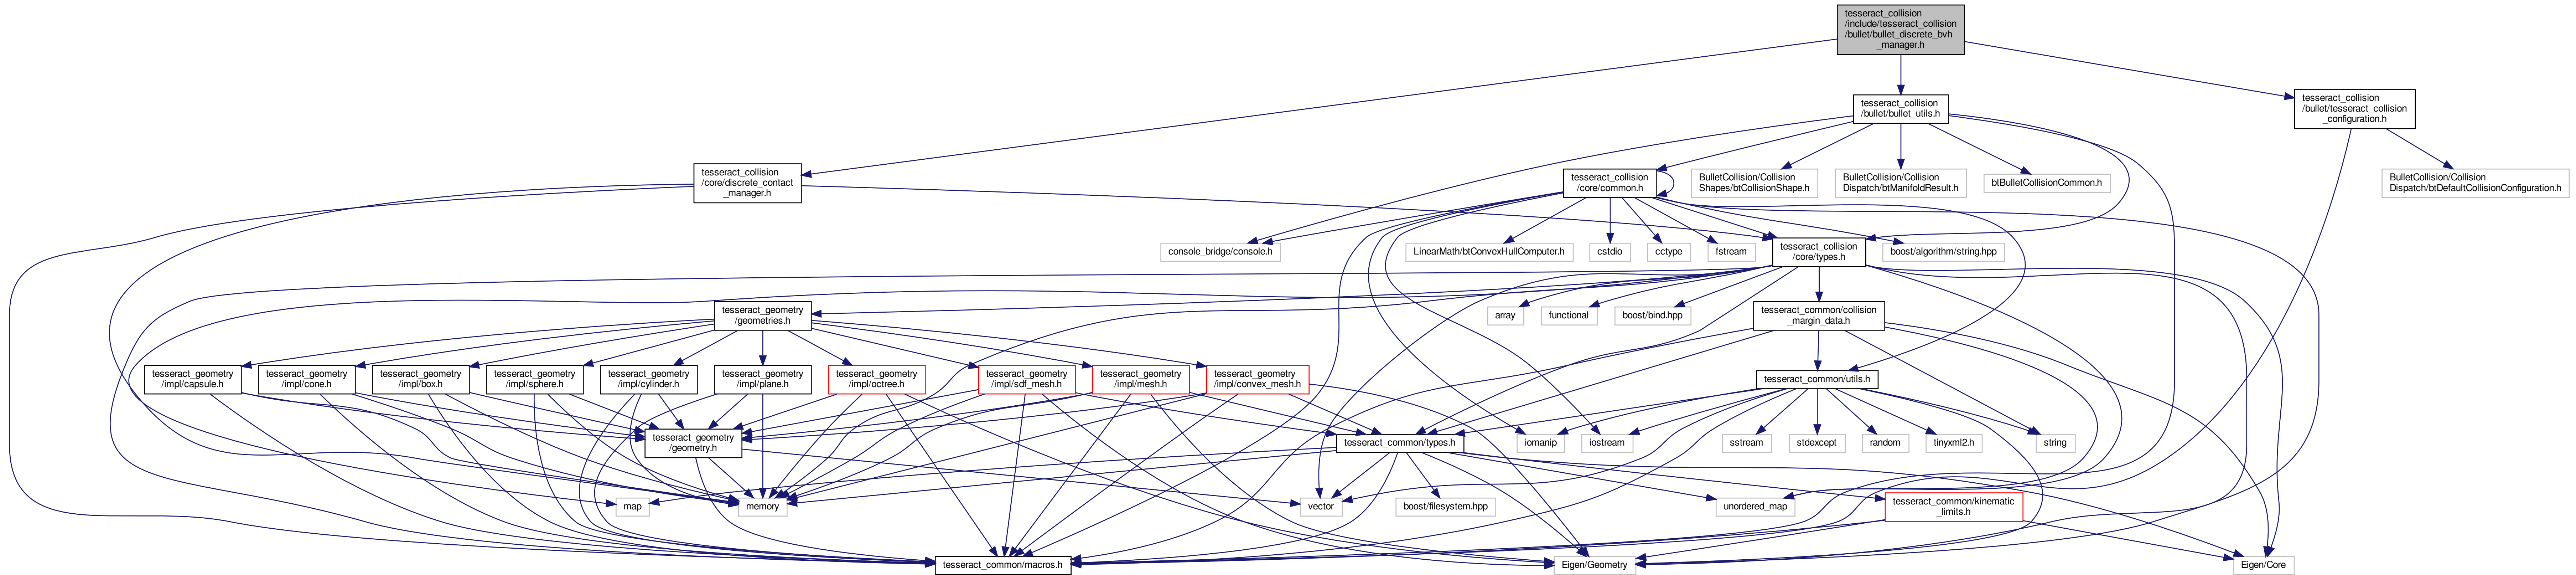 tesseract_collision
/include/tesseract_collision
/bullet/bullet_discrete_bvh
_manager.h
tesseract_collision
/bullet/bullet_utils.h
tesseract_collision
/bullet/tesseract_collision
_configuration.h
tesseract_collision
/core/discrete_contact
_manager.h
tesseract_collision
/core/common.h
BulletCollision/Collision
Shapes/btCollisionShape.h
BulletCollision/Collision
Dispatch/btManifoldResult.h
btBulletCollisionCommon.h
BulletCollision/Collision
Dispatch/btDefaultCollisionConfiguration.h
console_bridge/console.h
LinearMath/btConvexHullComputer.h
cstdio
cctype
fstream
tesseract_collision
/core/types.h
boost/algorithm/string.hpp
tesseract_geometry
/geometries.h
array
functional
boost/bind.hpp
tesseract_common/collision
_margin_data.h
tesseract_geometry
/impl/capsule.h
tesseract_geometry
/impl/cone.h
tesseract_geometry
/impl/box.h
tesseract_geometry
/impl/sphere.h
tesseract_geometry
/impl/cylinder.h
tesseract_geometry
/impl/plane.h
tesseract_geometry
/impl/octree.h
tesseract_geometry
/impl/sdf_mesh.h
tesseract_geometry
/impl/mesh.h
tesseract_geometry
/impl/convex_mesh.h
tesseract_common/utils.h
tesseract_geometry
/geometry.h
tesseract_common/types.h
iomanip
iostream
sstream
stdexcept
random
tinyxml2.h
string
map
memory
vector
boost/filesystem.hpp
unordered_map
tesseract_common/kinematic
_limits.h
tesseract_common/macros.h
Eigen/Geometry
Eigen/Core